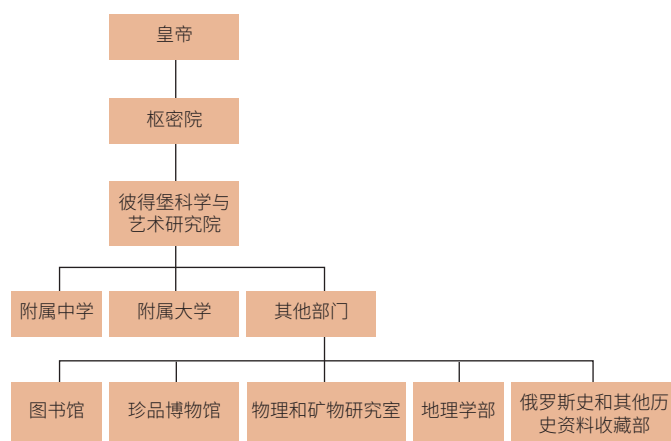 皇帝
枢密院
彼得堡科学与
艺术研究院
附属中学
附属大学
其他部门
图书馆
珍品博物馆
物理和矿物研究室
地理学部
俄罗斯史和其他历
史资料收藏部